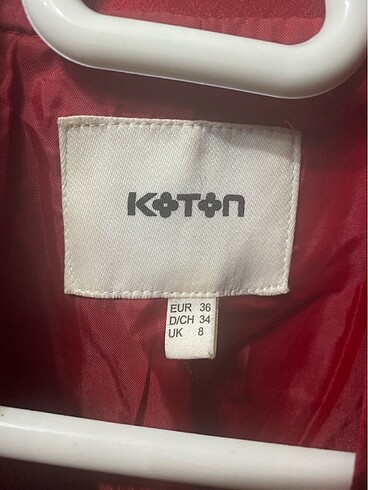 KOTON
EUR 36
D/CH 34
UK 8